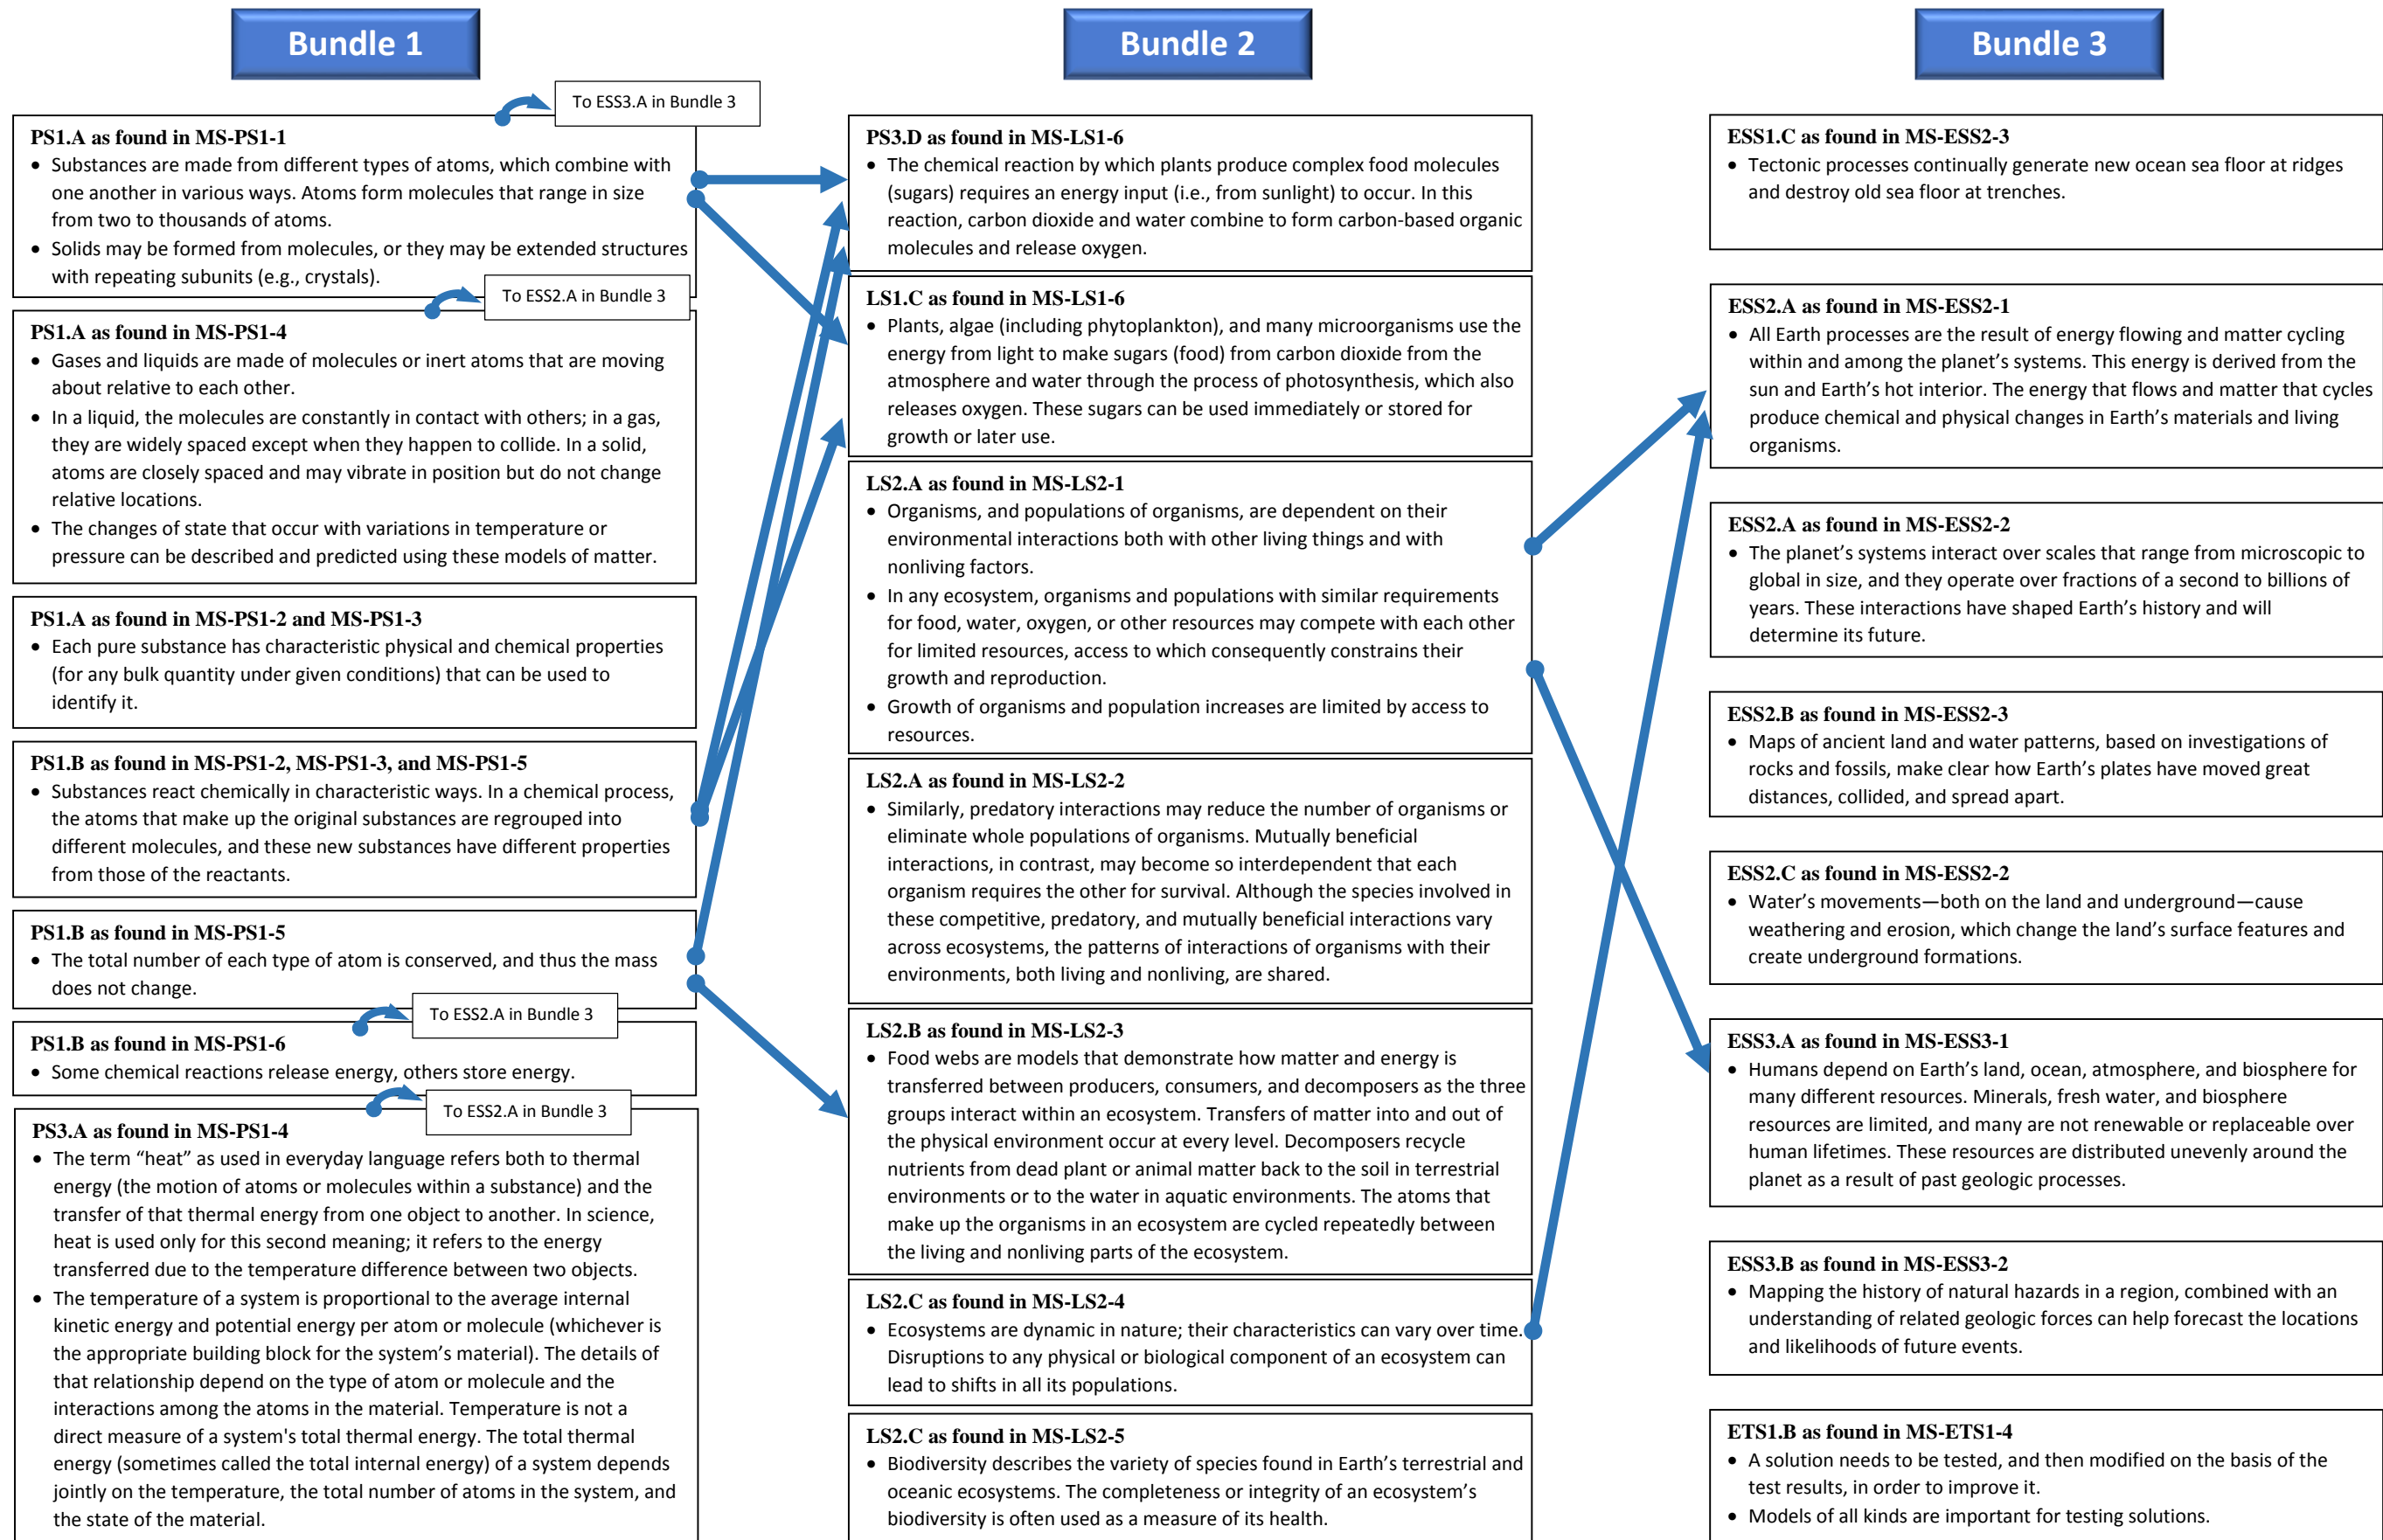 Bundle 1
To ESS3.A in Bundle 3
PS1.A as found in MS-PS1-1
• Substances are made from different types of atoms, which combine with
one another in various ways. Atoms form molecules that range in size
from two to thousands of atoms.
• Solids may be formed from molecules, or they may be extended structures
with repeating subunits (e.g., crystals).
To ESS2.A in Bundle 3
PS1.A as found in MS-PS1-4
• Gases and liquids are made of molecules or inert atoms that are moving
about relative to each other.
• In a liquid, the molecules are constantly in contact with others; in a gas,
they are widely spaced except when they happen to collide. In a solid,
atoms are closely spaced and may vibrate in position but do not change
relative locations.
• The changes of state that occur with variations in temperature or
pressure can be described and predicted using these models of matter.
PS1.A as found in MS-PS1-2 and MS-PS1-3
• Each pure substance has characteristic physical and chemical properties
(for any bulk quantity under given conditions) that can be used to
identify it.
PS1.B as found in MS-PS1-2, MS-PS1-3, and MS-PS1-5
• Substances react chemically in characteristic ways. In a chemical process,
the atoms that make up the original substances are regrouped into
different molecules, and these new substances have different properties
from those of the reactants.
PS1.B as found in MS-PS1-5
• The total number of each type of atom is conserved, and thus the mass
does not change.
To ESS2.A in Bundle 3
PS1.B as found in MS-PS1-6
• Some chemical reactions release energy, others store energy.
To ESS2.A in Bundle 3
PS3.A as found in MS-PS1-4
• The term “heat” as used in everyday language refers both to thermal
energy (the motion of atoms or molecules within a substance) and the
transfer of that thermal energy from one object to another. In science,
heat is used only for this second meaning; it refers to the energy
transferred due to the temperature difference between two objects.
• The temperature of a system is proportional to the average internal
kinetic energy and potential energy per atom or molecule (whichever is
the appropriate building block for the system’s material). The details of
that relationship depend on the type of atom or molecule and the
interactions among the atoms in the material. Temperature is not a
direct measure of a system's total thermal energy. The total thermal
energy (sometimes called the total internal energy) of a system depends
jointly on the temperature, the total number of atoms in the system, and
the state of the material.
Bundle 2
PS3.D as found in MS-LS1-6
• The chemical reaction by which plants produce complex food molecules
(sugars) requires an energy input (i.e., from sunlight) to occur. In this
reaction, carbon dioxide and water combine to form carbon-based organic
molecules and release oxygen.
LS1.C as found in MS-LS1-6
• Plants, algae (including phytoplankton), and many microorganisms use the
energy from light to make sugars (food) from carbon dioxide from the
atmosphere and water through the process of photosynthesis, which also
releases oxygen. These sugars can be used immediately or stored for
growth or later use.
LS2.A as found in MS-LS2-1
• Organisms, and populations of organisms, are dependent on their
environmental interactions both with other living things and with
nonliving factors.
• In any ecosystem, organisms and populations with similar requirements
for food, water, oxygen, or other resources may compete with each other
for limited resources, access to which consequently constrains their
growth and reproduction.
• Growth of organisms and population increases are limited by access to
resources.
LS2.A as found in MS-LS2-2
• Similarly, predatory interactions may reduce the number of organisms or
eliminate whole populations of organisms. Mutually beneficial
interactions, in contrast, may become so interdependent that each
organism requires the other for survival. Although the species involved in
these competitive, predatory, and mutually beneficial interactions vary
across ecosystems, the patterns of interactions of organisms with their
environments, both living and nonliving, are shared.
LS2.B as found in MS-LS2-3
• Food webs are models that demonstrate how matter and energy is
transferred between producers, consumers, and decomposers as the three
groups interact within an ecosystem. Transfers of matter into and out of
the physical environment occur at every level. Decomposers recycle
nutrients from dead plant or animal matter back to the soil in terrestrial
environments or to the water in aquatic environments. The atoms that
make up the organisms in an ecosystem are cycled repeatedly between
the living and nonliving parts of the ecosystem.
LS2.C as found in MS-LS2-4
• Ecosystems are dynamic in nature; their characteristics can vary over time.
Disruptions to any physical or biological component of an ecosystem can
lead to shifts in all its populations.
LS2.C as found in MS-LS2-5
• Biodiversity describes the variety of species found in Earth’s terrestrial and
oceanic ecosystems. The completeness or integrity of an ecosystem’s
biodiversity is often used as a measure of its health.
Bundle 3
ESS1.C as found in MS-ESS2-3
• Tectonic processes continually generate new ocean sea floor at ridges
and destroy old sea floor at trenches.
ESS2.A as found in MS-ESS2-1
• All Earth processes are the result of energy flowing and matter cycling
within and among the planet’s systems. This energy is derived from the
sun and Earth’s hot interior. The energy that flows and matter that cycles
produce chemical and physical changes in Earth’s materials and living
organisms.
ESS2.A as found in MS-ESS2-2
• The planet’s systems interact over scales that range from microscopic to
global in size, and they operate over fractions of a second to billions of
years. These interactions have shaped Earth’s history and will
determine its future.
ESS2.B as found in MS-ESS2-3
• Maps of ancient land and water patterns, based on investigations of
rocks and fossils, make clear how Earth’s plates have moved great
distances, collided, and spread apart.
ESS2.C as found in MS-ESS2-2
• Water’s movements—both on the land and underground—cause
weathering and erosion, which change the land’s surface features and
create underground formations.
ESS3.A as found in MS-ESS3-1
• Humans depend on Earth’s land, ocean, atmosphere, and biosphere for
many different resources. Minerals, fresh water, and biosphere
resources are limited, and many are not renewable or replaceable over
human lifetimes. These resources are distributed unevenly around the
planet as a result of past geologic processes.
ESS3.B as found in MS-ESS3-2
• Mapping the history of natural hazards in a region, combined with an
understanding of related geologic forces can help forecast the locations
and likelihoods of future events.
ETS1.B as found in MS-ETS1-4
• A solution needs to be tested, and then modified on the basis of the
test results, in order to improve it.
• Models of all kinds are important for testing solutions.